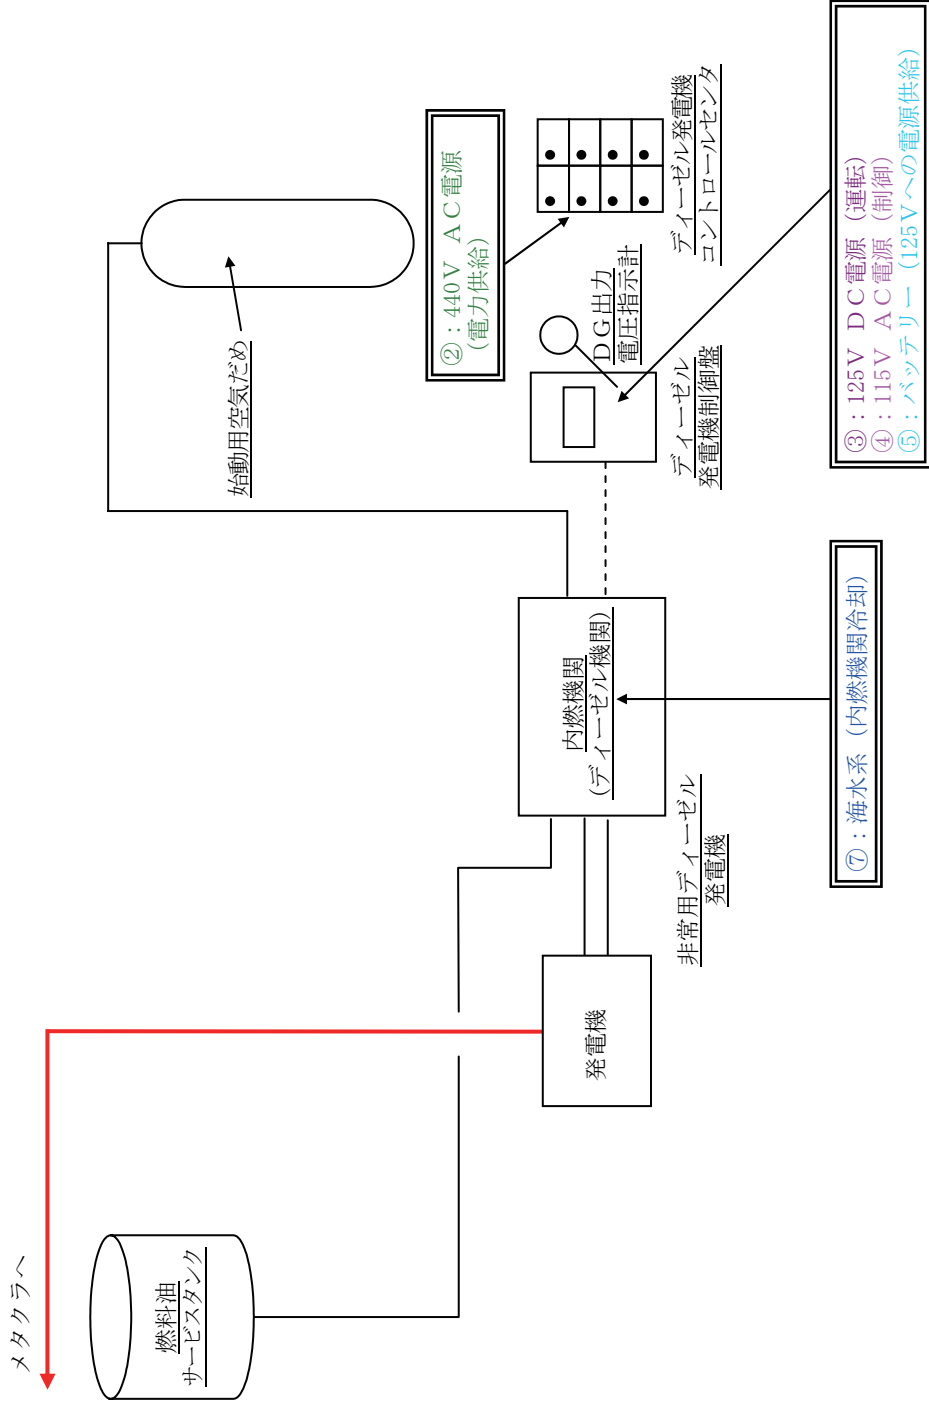 メタクラへ
燃料油
サービスタンク
発電機
非常用ディーゼル
発電機
内燃機関
(ディーゼル機関)
⑦：海水系（内燃機関冷却）
始動用空気だめ
②：440V AC電源
（電力供給）
ＤＧ出力
電圧指示計
ディーゼル
発電機制御盤
ディーゼル発電機
コントロールセンタ
③：125V DC電源（運転）
④：115V AC電源（制御）
⑤：バッテリー（125Vへの電源供給）